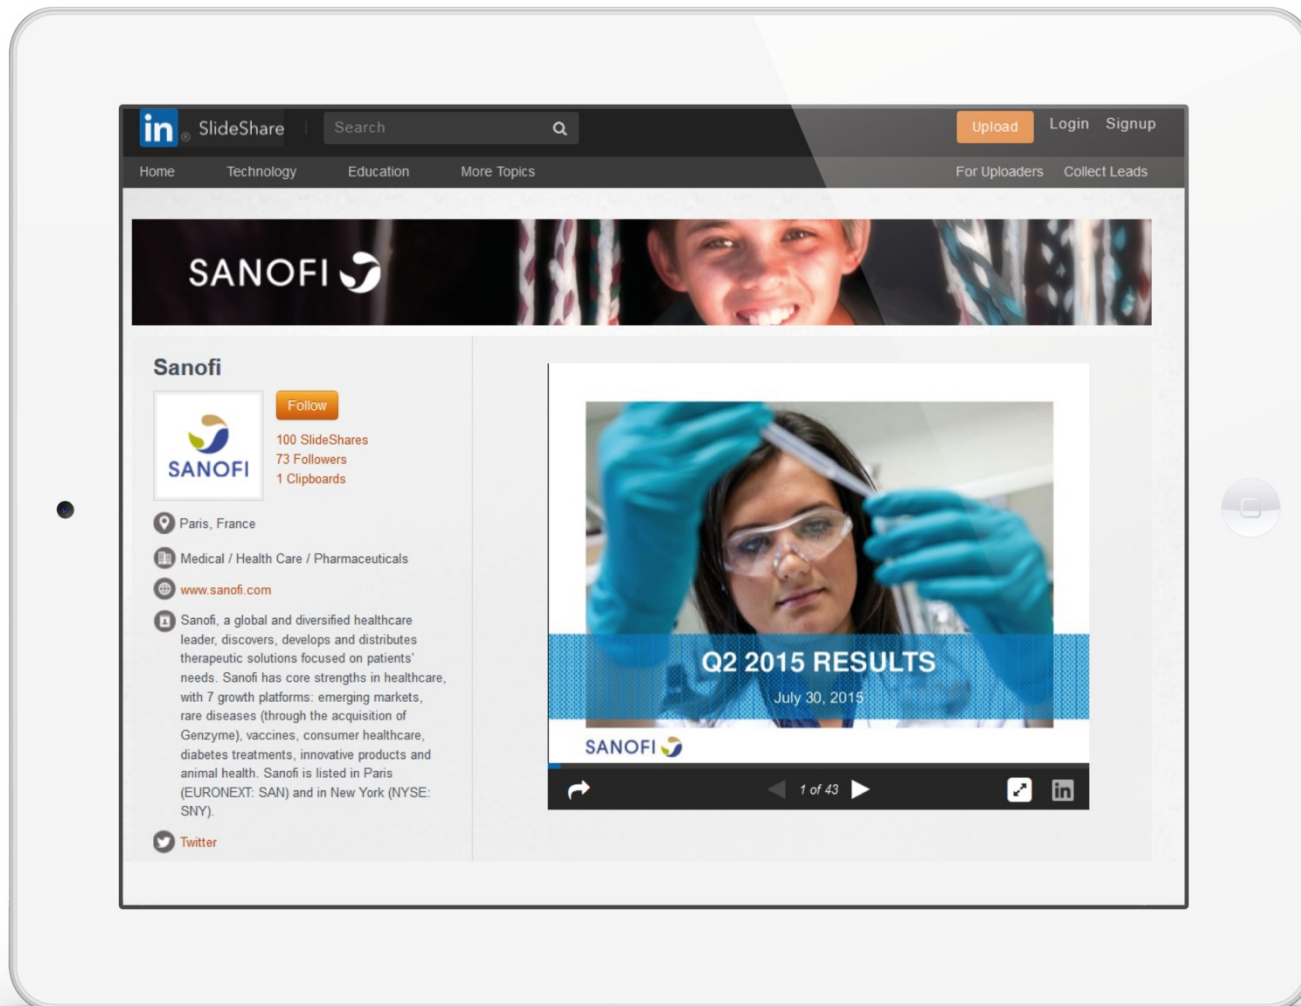 in® SlideShare
Search
Upload
Login
Signup
Home
Technology
Education
More Topics
For Uploaders
Collect Leads
SANOFI
Sanofi
SANOFI
Follow
100 SlideShares
73 Followers
1 Clipboards
Paris, France
Medical / Health Care / Pharmaceuticals
www.sanofi.com
Sanofi, a global and diversified healthcare
leader, discovers, develops and distributes
therapeutic solutions focused on patients’
needs. Sanofi has core strengths in healthcare,
with 7 growth platforms: emerging markets,
rare diseases (through the acquisition of
Genzyme), vaccines, consumer healthcare,
diabetes treatments, innovative products and
animal health. Sanofi is listed in Paris
(EURONEXT: SAN) and in New York (NYSE:
SNY).
Twitter
Q2 2015 RESULTS
July 30, 2015
SANOFI
1 of 43
in